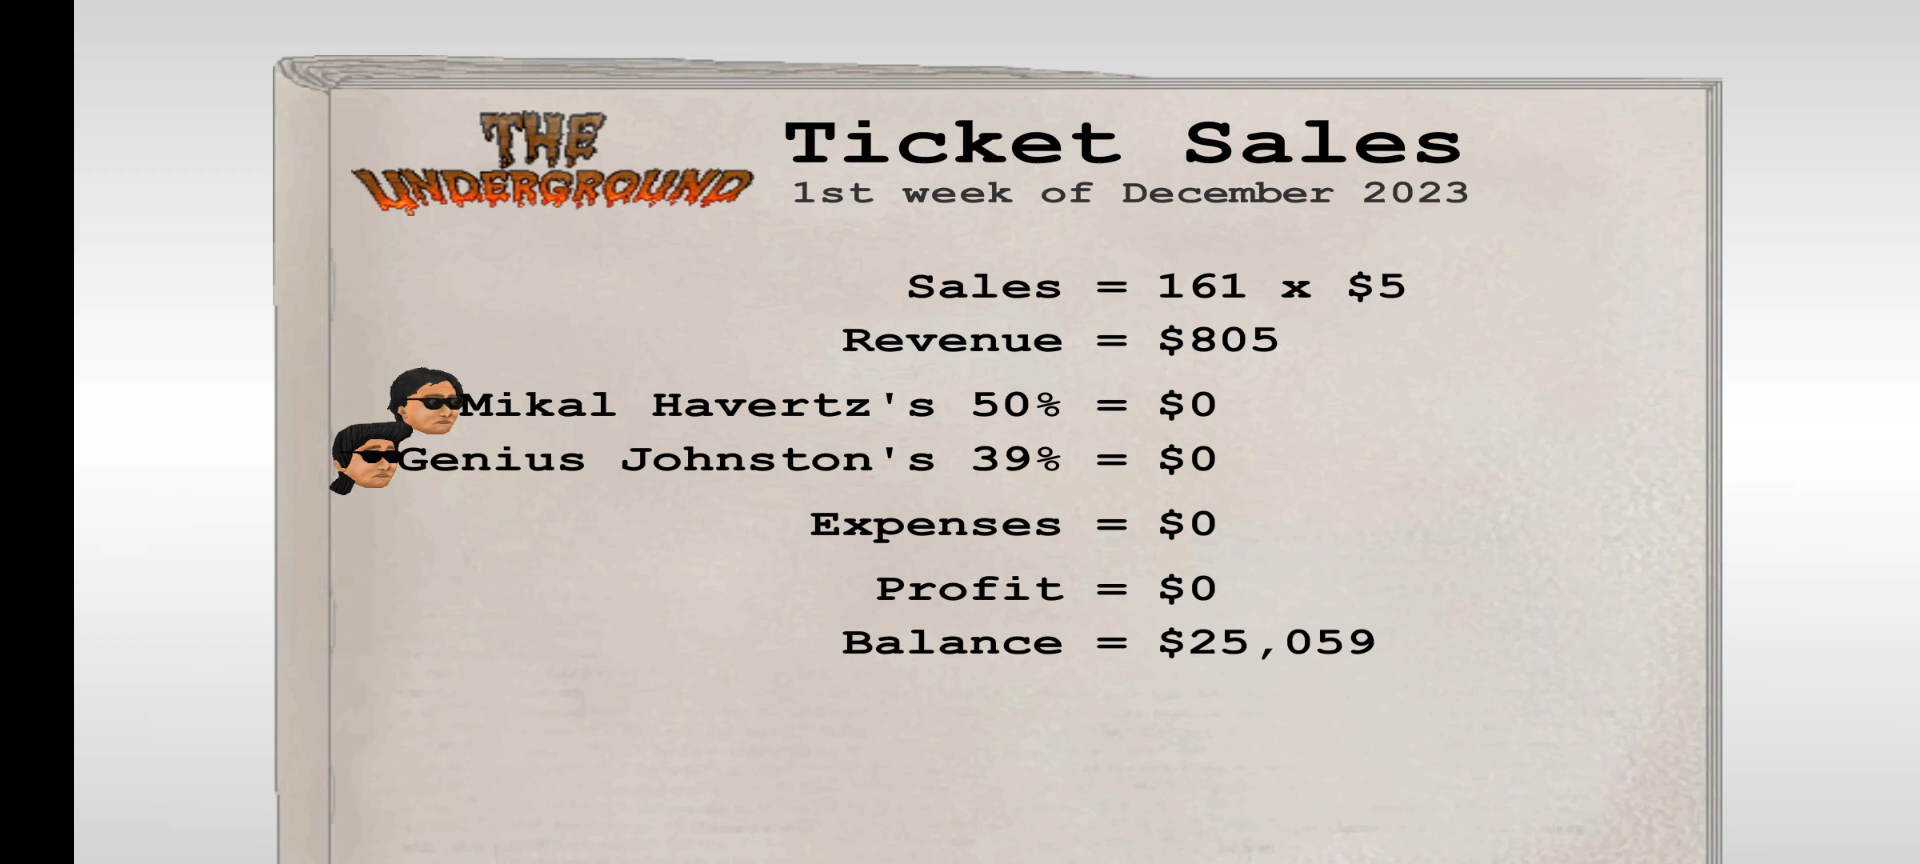 THE
UNDERGROUND
Ticket Sales
1st week of December 2023
Sales = 161 x $5
Revenue = $805
Mikal Havertz's 50% = $0
Genius Johnston's 39% = $0
Expenses = $0
Profit = $0
Balance = $25,059